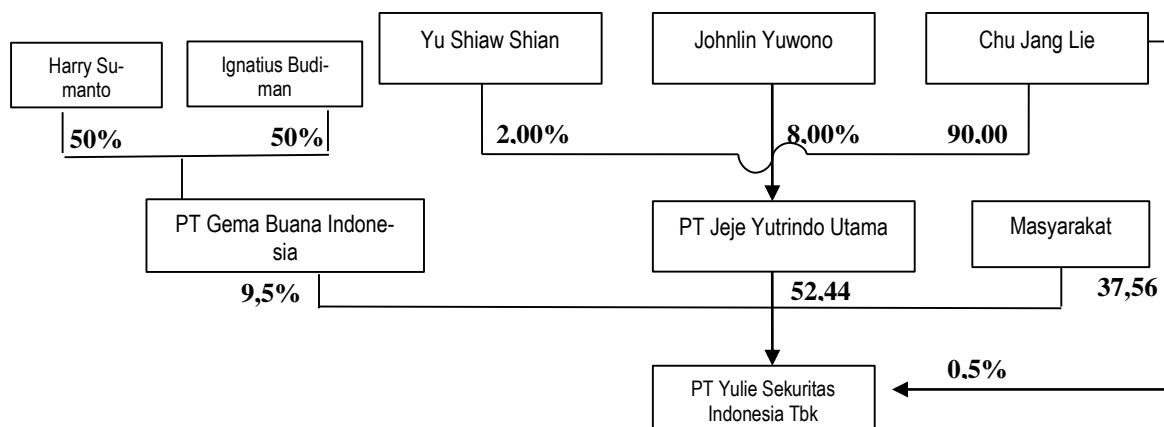 Yu Shiaw Shian
Johnlin Yuwono
Chu Jang Lie
Harry Su-
manto
Ignatius Budi-
man
50%
50%
2,00%
8,00%
90,00
PT Gema Buana Indone-
sia
PT Jeje Yutrindo Utama
Masyarakat
9,5%
52,44
37,56
PT Yulie Sekuritas
Indonesia Tbk
0,5%